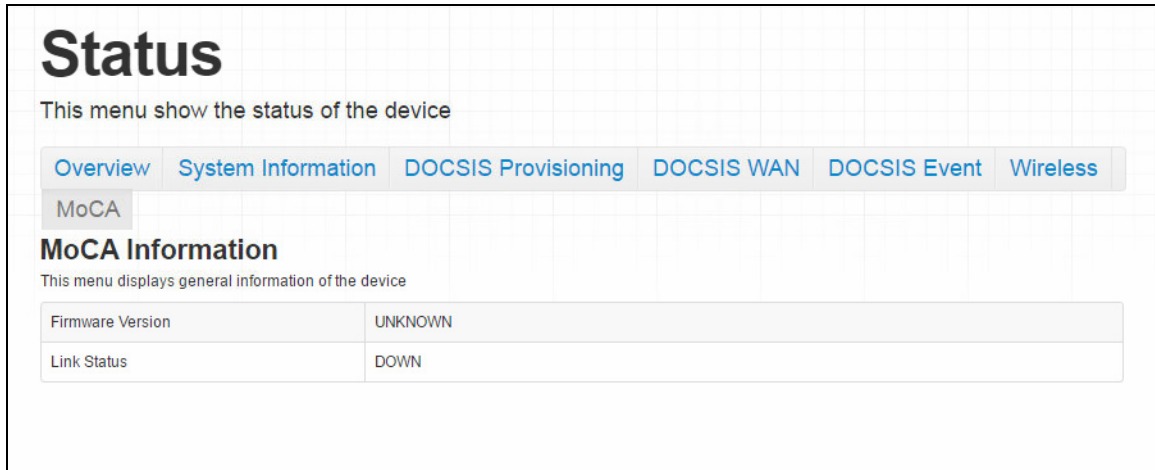 Status
This menu show the status of the device
Overview System Information DOCSIS Provisioning DOCSIS WAN DOCSIS Event Wireless
MoCA
MoCA Information
This menu displays general information of the device
Firmware Version UNKNOWN
Link Status DOWN